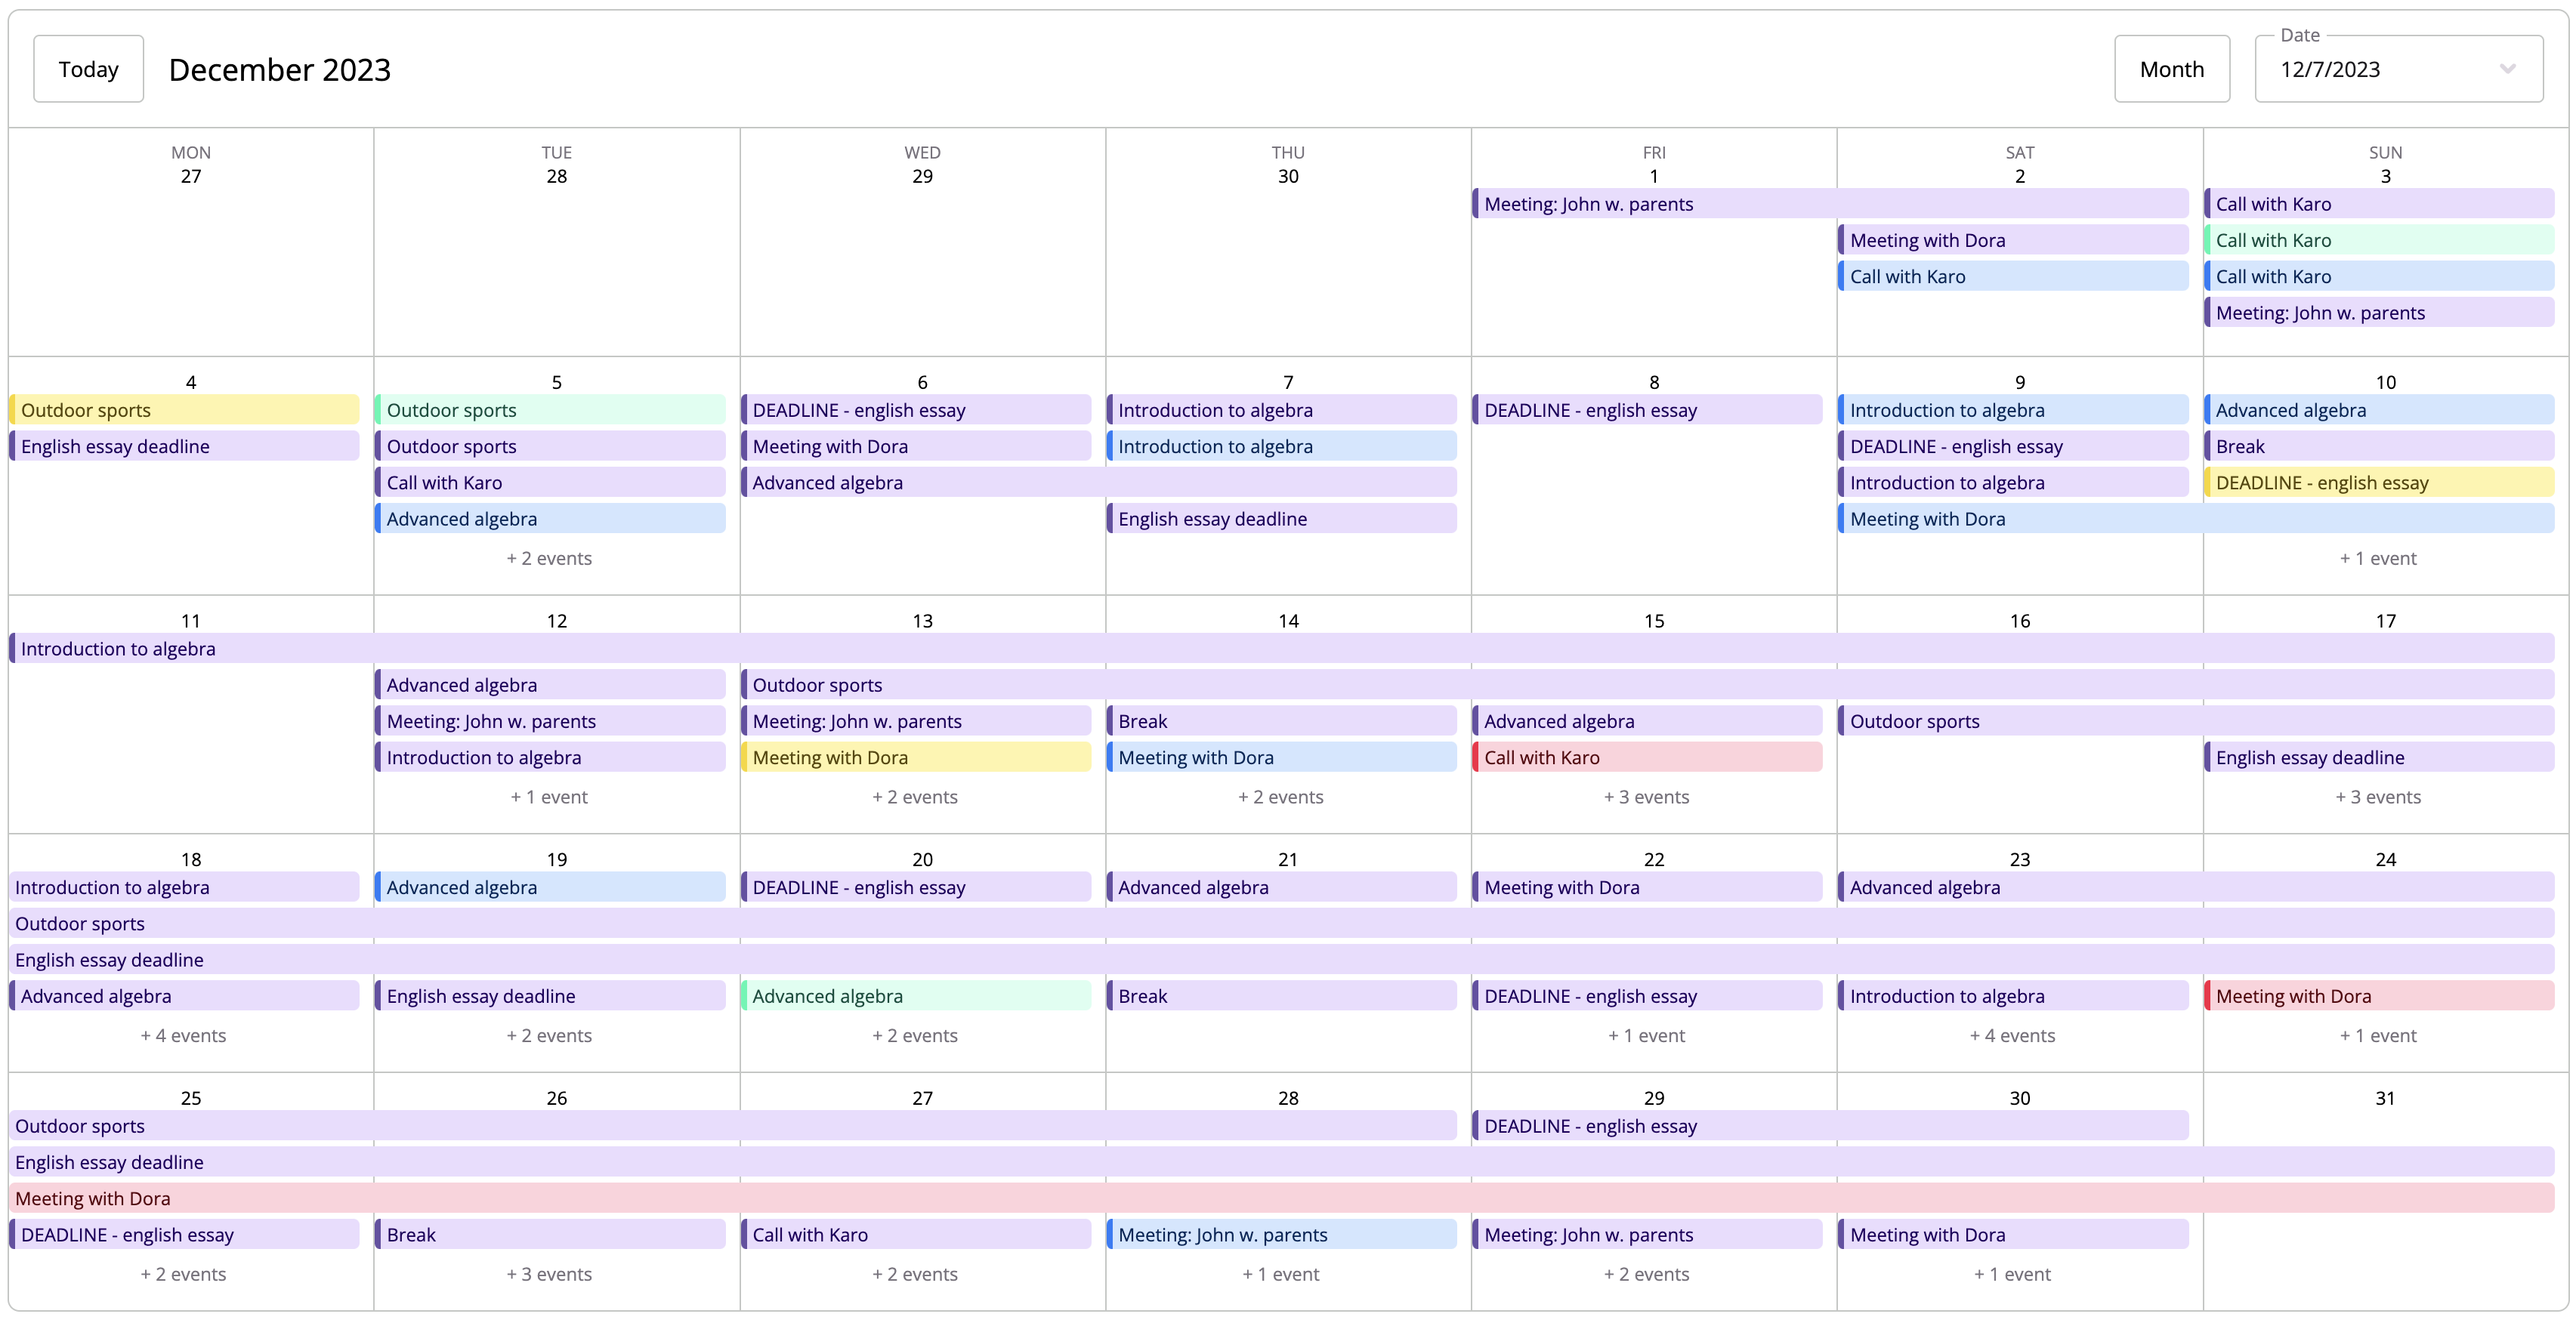 Today
December 2023
Month
Date
12/7/2023
MON
TUE
WED
THU
FRI
SAT
SUN
27
28
29
30
1
2
3
Meeting: John w. parents
Call with Karo
Meeting with Dora
Call with Karo
Call with Karo
Call with Karo
Meeting: John w. parents
4
5
6
7
8
9
10
Outdoor sports
Outdoor sports
DEADLINE - english essay
Introduction to algebra
DEADLINE - english essay
Introduction to algebra
Advanced algebra
English essay deadline
Outdoor sports
Meeting with Dora
Introduction to algebra
DEADLINE - english essay
Break
Call with Karo
Advanced algebra
Introduction to algebra
DEADLINE - english essay
Advanced algebra
English essay deadline
Meeting with Dora
+ 2 events
+ 1 event
11
12
13
14
15
16
17
Introduction to algebra
Advanced algebra
Outdoor sports
Meeting: John w. parents
Meeting: John w. parents
Break
Advanced algebra
Outdoor sports
Introduction to algebra
Meeting with Dora
Meeting with Dora
Call with Karo
English essay deadline
+ 1 event
+ 2 events
+ 2 events
+ 3 events
+ 3 events
18
19
20
21
22
23
24
Introduction to algebra
Advanced algebra
DEADLINE - english essay
Advanced algebra
Meeting with Dora
Advanced algebra
Outdoor sports
English essay deadline
Advanced algebra
English essay deadline
Advanced algebra
Break
DEADLINE - english essay
Introduction to algebra
Meeting with Dora
+ 4 events
+ 2 events
+ 2 events
+ 1 event
+ 4 events
+ 1 event
25
26
27
28
29
30
31
Outdoor sports
DEADLINE - english essay
English essay deadline
Meeting with Dora
DEADLINE - english essay
Break
Call with Karo
Meeting: John w. parents
Meeting: John w. parents
Meeting with Dora
+ 2 events
+ 3 events
+ 2 events
+ 1 event
+ 2 events
+ 1 event